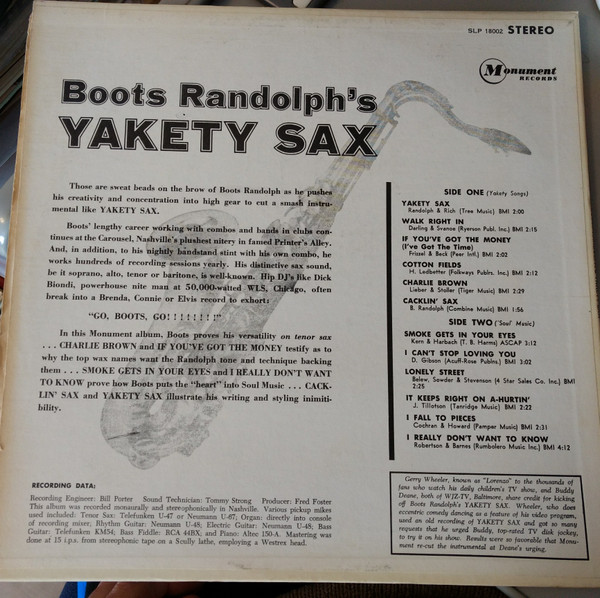 SLP 18002 STEREO
Monument
RECORDS
Boots Randolph's
YAKETY SAX
Those are sweat beads on the brow of Boots Randolph as he pushes
his creativity and concentration into high gear to cut a smash instru-
mental like YAKETY SAX.
Boots' lengthy career working with combos and bands in clubs con-
tinues at the Carousel, Nashville's plushest nitery in famed Printer's Alley.
And, in addition, to his nightly bandstand stint with his own combo, he
works hundreds of recording sessions yearly. His distinctive sax sound,
be it soprano, alto, tenor or baritone, is well-known. Hip DJ's like Dick
Biondi, powerhouse nite man at 50,000-watted WLS, Chicago, often
break into a Brenda, Connie or Elvis record to exhort:
"GO, BOOTS, GO! ! ! ! ! ! ! !"
In this Monument album, Boots proves his versatility on tenor sax
. . . CHARLIE BROWN and IF YOU'VE GOT THE MONEY testify as to
why the top wax names want the Randolph tone and technique backing
them . . . SMOKE GETS IN YOUR EYES and I REALLY DON'T WANT
TO KNOW prove how Boots puts the "heart" into Soul Music . . . CACK-
LIN' SAX and YAKETY SAX illustrate his writing and styling inimiti-
bility.
SIDE ONE (Yakety Songs)
YAKETY SAX
Randolph & Rich (Tree Music) BMI 2:00
WALK RIGHT IN
Darling & Svanoe (Ryerson Publ. Inc.) BMI 2:15
IF YOU'VE GOT THE MONEY
(I've Got The Time)
Frizzel & Beck (Peer Intl.) BMI 2:02
COTTON FIELDS
H. Ledbetter (Folkways Publrs. Inc.) BMI 2:12
CHARLIE BROWN
Lieber & Stoller (Tiger Music) BMI 2:29
CACKLIN' SAX
B. Randolph (Combine Music) BMI 1:56
SIDE TWO ('Soul' Music)
SMOKE GETS IN YOUR EYES
Kern & Harbach (T. B. Harms) ASCAP 3:12
I CAN'T STOP LOVING YOU
D. Gibson (Acuff-Rose Publns.) BMI 3:02
LONELY STREET
Belew, Sowder & Stevenson (4 Star Sales Co. Inc.) BMI
2:25
IT KEEPS RIGHT ON A-HURTIN'
J. Tillotson (Tanridge Music) BMI 2:22
I FALL TO PIECES
Cochran & Howard (Pamper Music) BMI 2:31
I REALLY DON'T WANT TO KNOW
Robertson & Barnes (Rumbolero Music Inc.) BMI 4:12
RECORDING DATA:
Recording Engineer: Bill Porter Sound Technician: Tommy Strong Producer: Fred Foster
This album was recorded monaurally and stereophonically in Nashville. Various pickup mikes
used included: Tenor Sax: Telefunken U-47 or Neumann U-67; Organ: directly into console
of recording mixer; Rhythm Guitar: Neumann U-48; Electric Guitar: Neumann U-48; Bass
Guitar: Telefunken KM54; Bass Fiddle: RCA 44BX, and Piano: Altec 150-A. Mastering was
done at 15 i.p.s. from stereophonic tape on a Scully lathe, employing a Westrex head.
Gerry Wheeler, known as "Lorenzo" to the thousands of
fans who watch his daily children's TV show, and Buddy
Deane, both of WJZ-TV, Baltimore, share credit for kicking
off Boots Randolph's YAKETY SAX. Wheeler, who does
eccentric comedy dancing as a feature of his video program,
used an old recording of YAKETY SAX and got so many
requests that he urged Buddy, top-rated TV disk jockey,
to try it on his show. Results were so favorable that Monu-
ment re-cut the instrumental at Deane's urging.